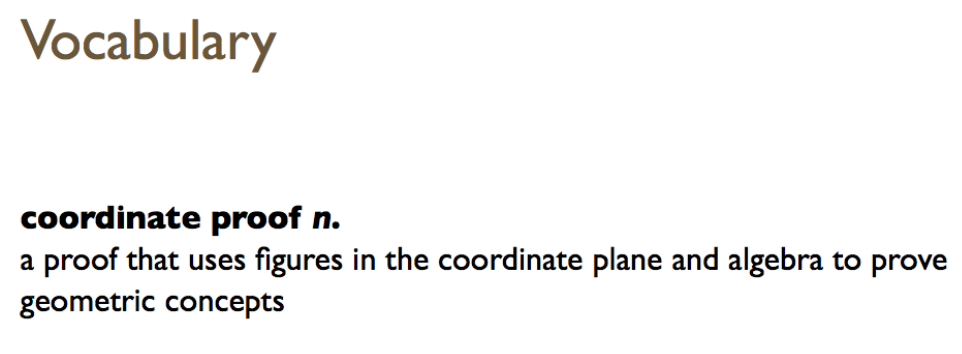 Vocabulary
coordinate proof n.
a proof that uses figures in the coordinate plane and algebra to prove
geometric concepts